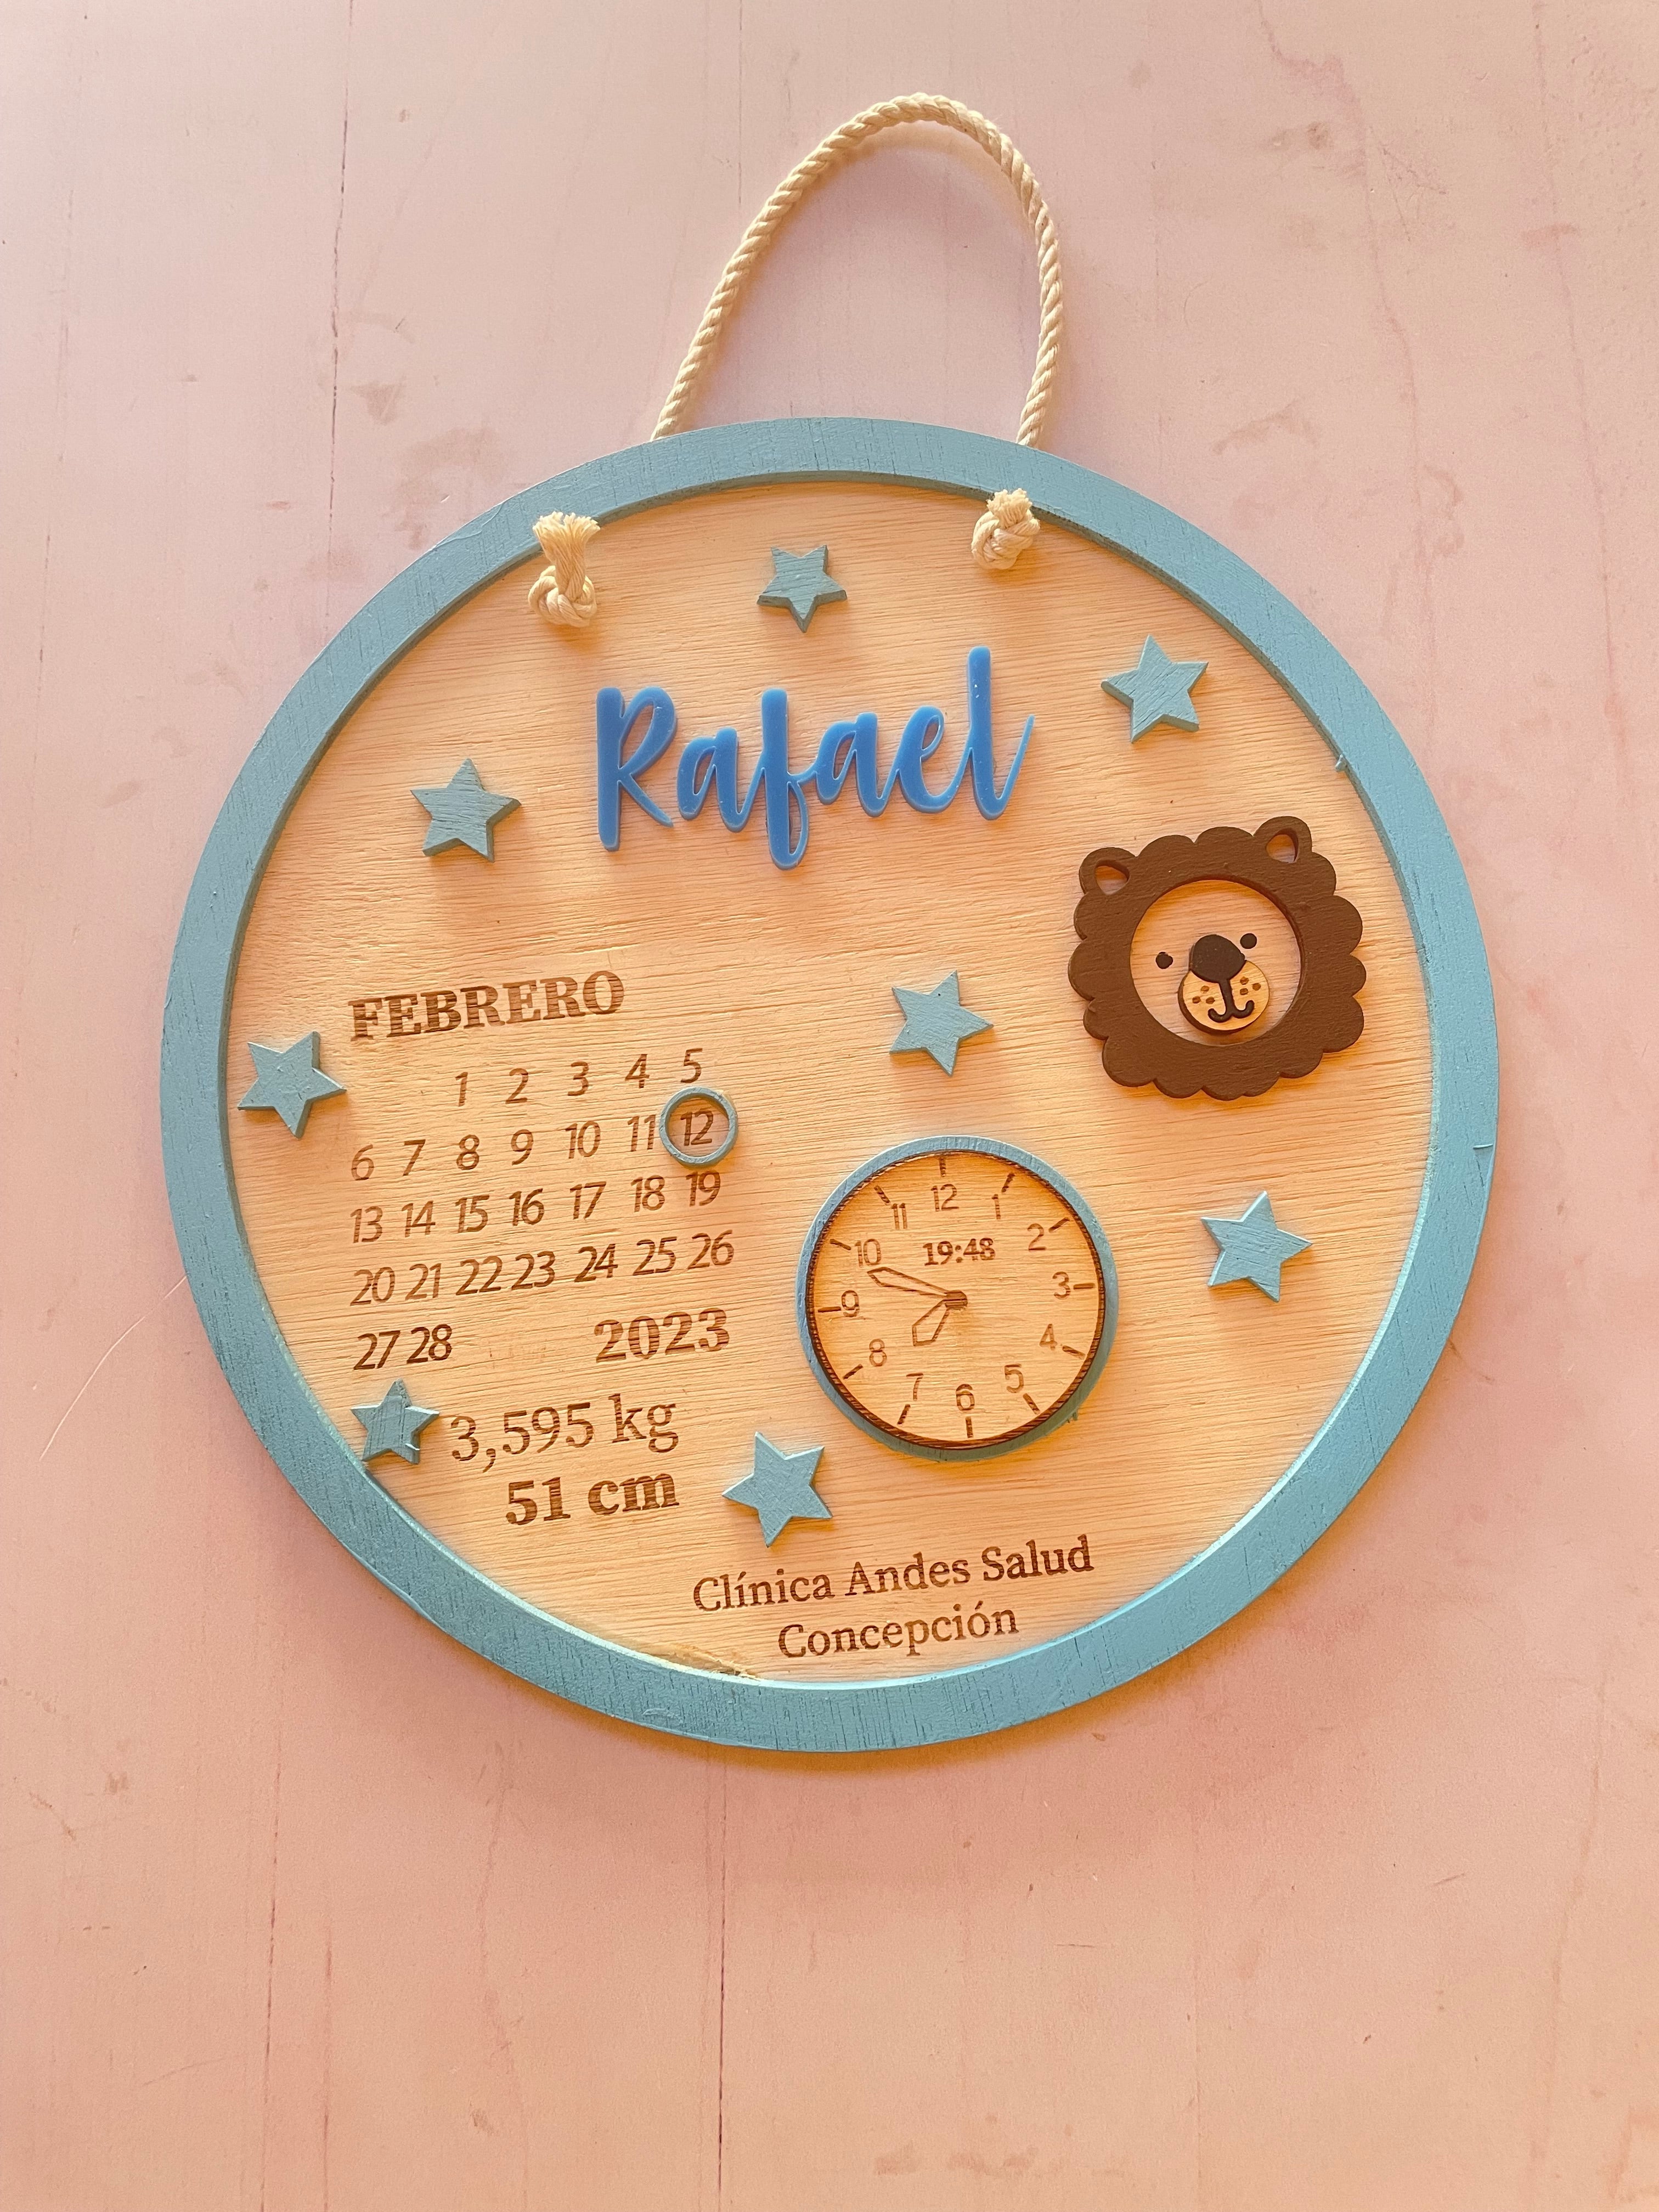 Rafael
FEBRERO
1 2 3 4 5
6 7 8 9 10 11 12
13 14 15 16 17 18 19
20 21 22 23 24 25 26
27 28
2023
3,595 kg
51 cm
12
1
2
3
4
5
6
7
8
9
10
11
19:48
Clínica Andes Salud
Concepción